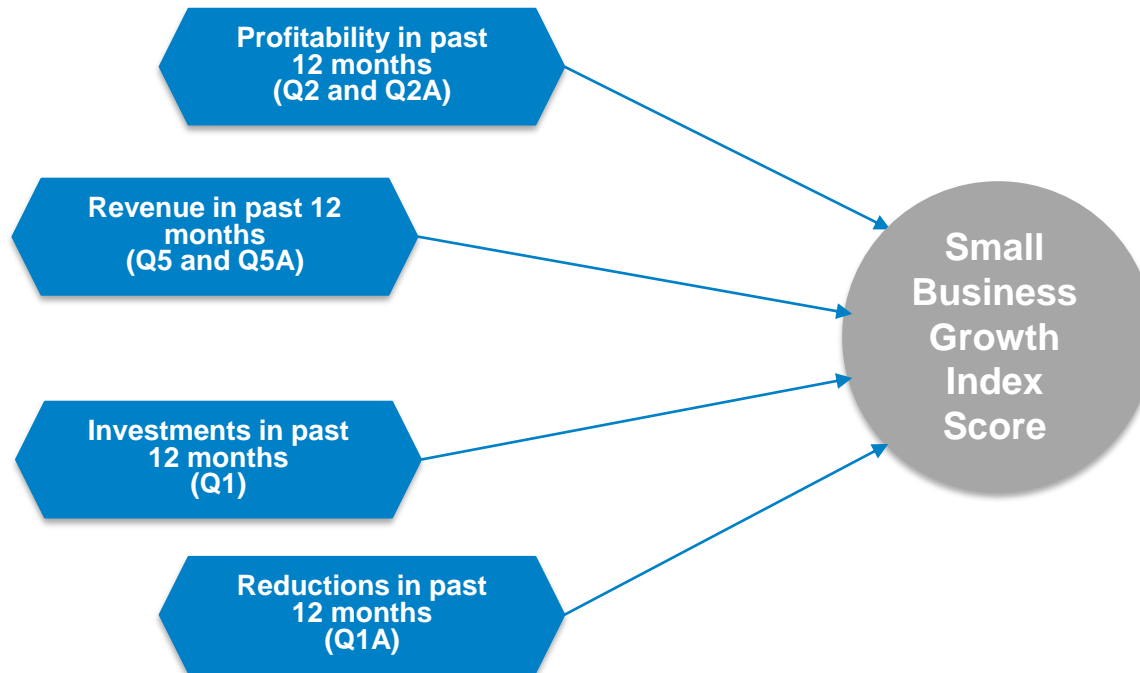 Profitability in past
12 months
(Q2 and Q2A)
Revenue in past 12
months
(Q5 and Q5A)
Investments in past
12 months
(Q1)
Reductions in past
12 months
(Q1A)
Small
Business
Growth
Index
Score